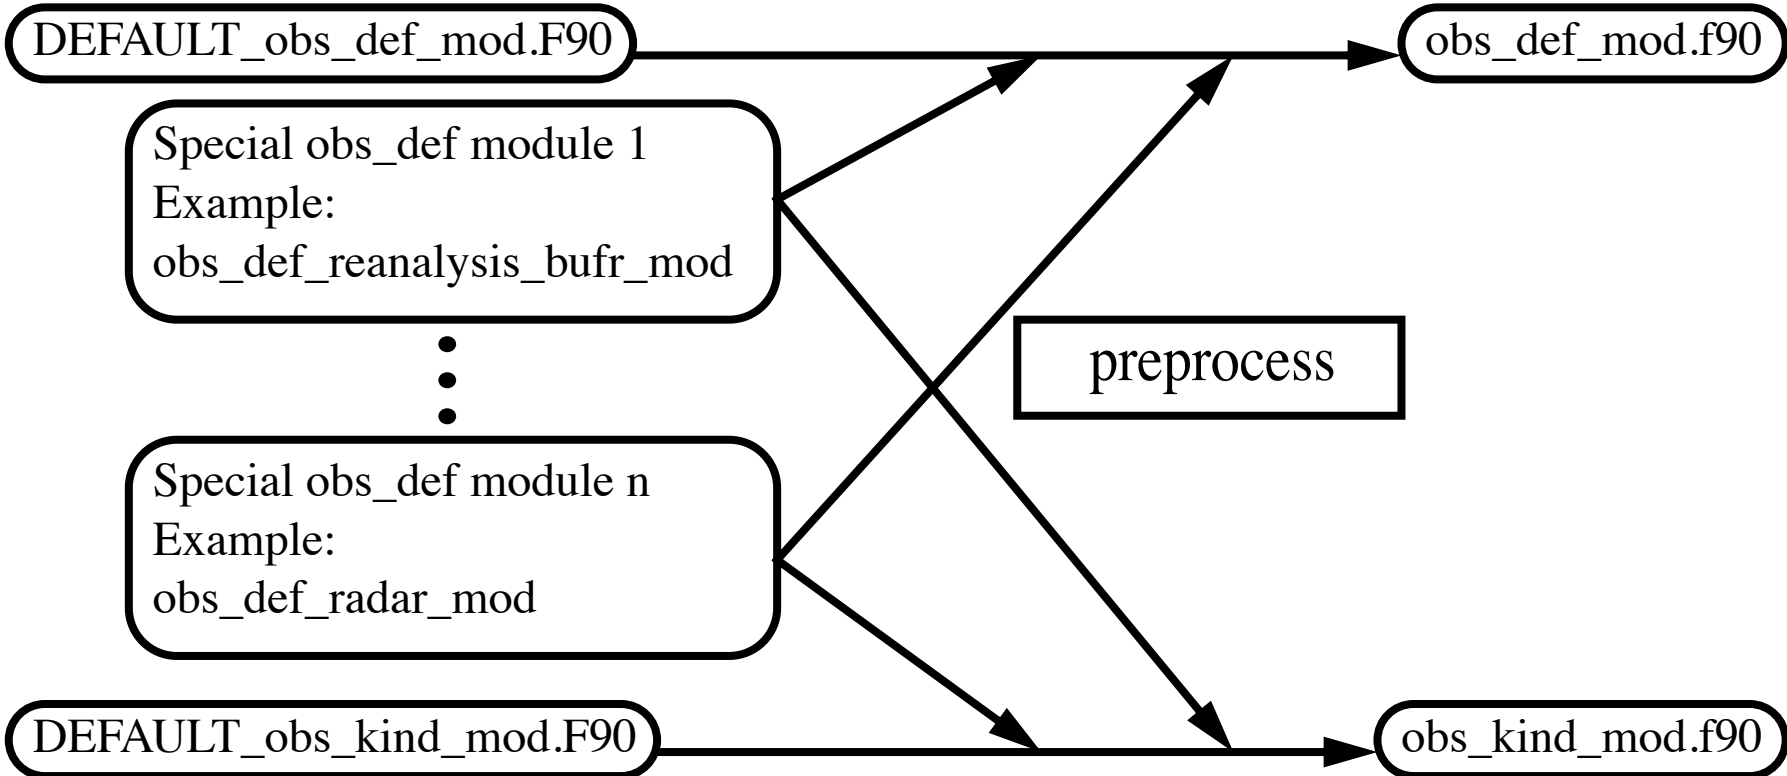 DEFAULT_obs_def_mod.F90
obs_def_mod.f90
Special obs_def module 1
Example:
obs_def_reanalysis_bufr_mod
preprocess
Special obs_def module n
Example:
obs_def_radar_mod
DEFAULT_obs_kind_mod.F90
obs_kind_mod.f90